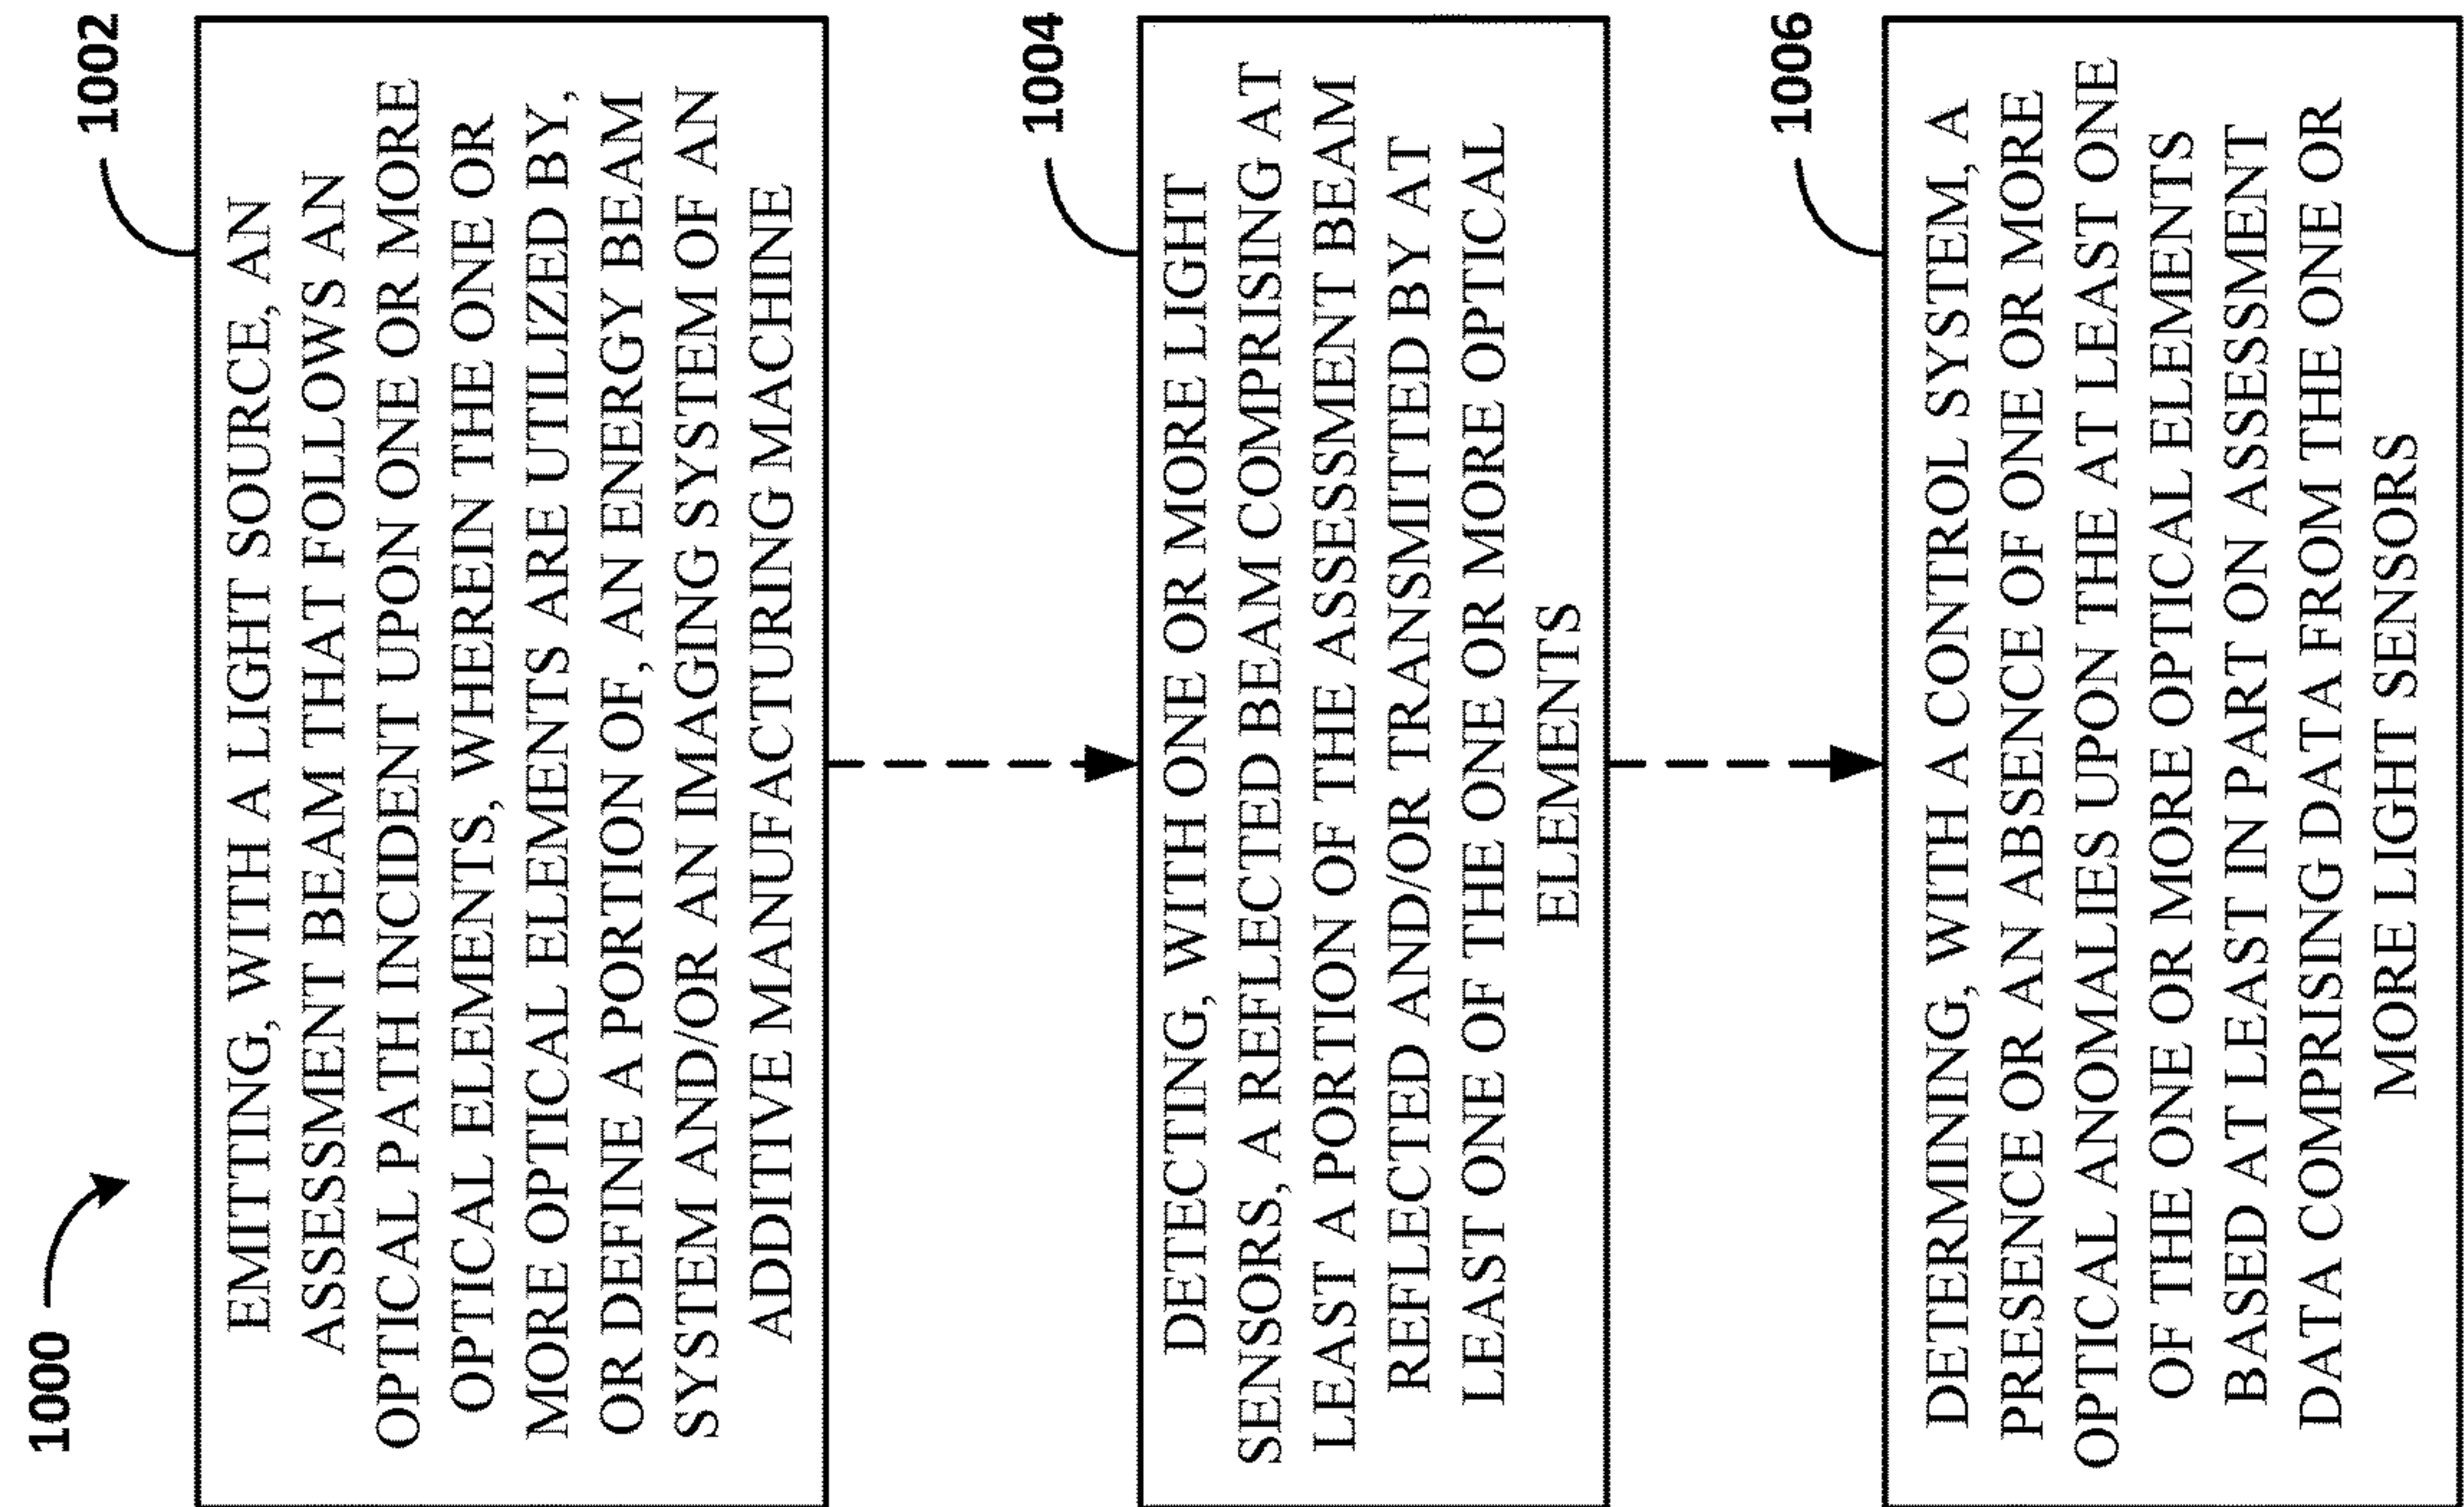 1000
1002
EMITTING, WITH A LIGHT SOURCE, AN
ASSESSMENT BEAM THAT FOLLOWS AN
OPTICAL PATH INCIDENT UPON ONE OR MORE
OPTICAL ELEMENTS, WHEREIN THE ONE OR
MORE OPTICAL ELEMENTS ARE UTILIZED BY,
OR DEFINE A PORTION OF, AN ENERGY BEAM
SYSTEM AND/OR AN IMAGING SYSTEM OF AN
ADDITIVE MANUFACTURING MACHINE
1004
DETECTING, WITH ONE OR MORE LIGHT
SENSORS, A REFLECTED BEAM COMPRISING AT
LEAST A PORTION OF THE ASSESSMENT BEAM
REFLECTED AND/OR TRANSMITTED BY AT
LEAST ONE OF THE ONE OR MORE OPTICAL
ELEMENTS
1006
DETERMINING, WITH A CONTROL SYSTEM, A
PRESENCE OR AN ABSENCE OF ONE OR MORE
OPTICAL ANOMALIES UPON THE AT LEAST ONE
OF THE ONE OR MORE OPTICAL ELEMENTS
BASED AT LEAST IN PART ON ASSESSMENT
DATA COMPRISING DATA FROM THE ONE OR
MORE LIGHT SENSORS